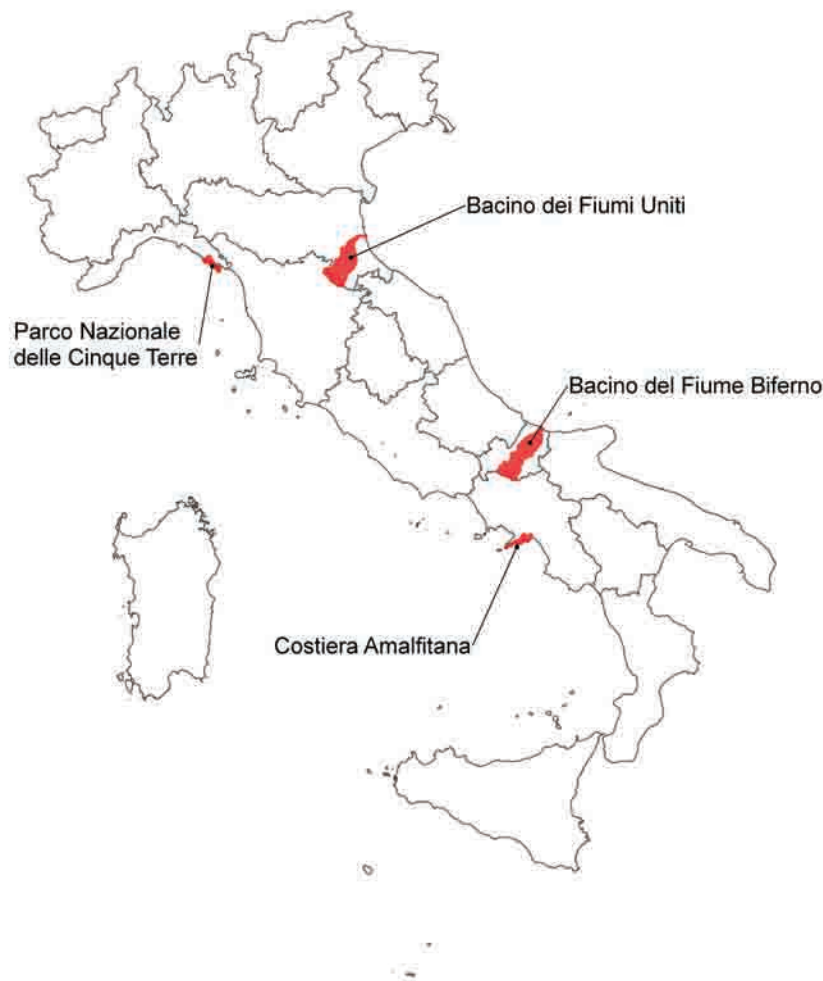 Bacino dei Fiumi Uniti
Parco Nazionale
delle Cinque Terre
Bacino del Fiume Biferno
Costiera Amalfitana